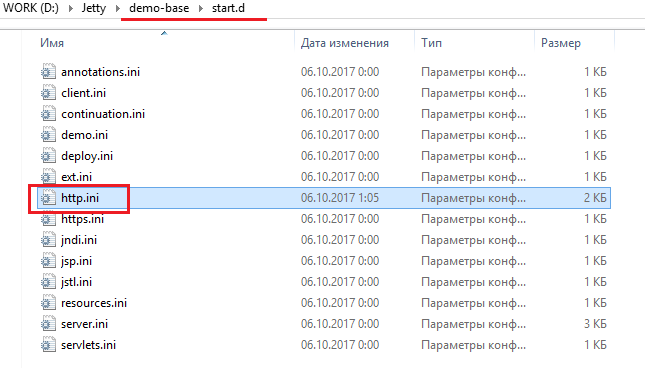 WORK (D:) Jetty demo-base start.d
Имя Дата изменения Тип Размер
annotations.ini 06.10.2017 0:00 Параметры конф... 1 КБ
client.ini 06.10.2017 0:00 Параметры конф... 1 КБ
continuation.ini 06.10.2017 0:00 Параметры конф... 1 КБ
demo.ini 06.10.2017 0:00 Параметры конф... 1 КБ
deploy.ini 06.10.2017 0:00 Параметры конф... 1 КБ
ext.ini 06.10.2017 0:00 Параметры конф... 1 КБ
http.ini 06.10.2017 1:05 Параметры конф... 2 КБ
https.ini 06.10.2017 0:00 Параметры конф... 1 КБ
jndi.ini 06.10.2017 0:00 Параметры конф... 1 КБ
jsp.ini 06.10.2017 0:00 Параметры конф... 1 КБ
jstl.ini 06.10.2017 0:00 Параметры конф... 1 КБ
resources.ini 06.10.2017 0:00 Параметры конф... 1 КБ
server.ini 06.10.2017 0:00 Параметры конф... 3 КБ
servlets.ini 06.10.2017 0:00 Параметры конф... 1 КБ